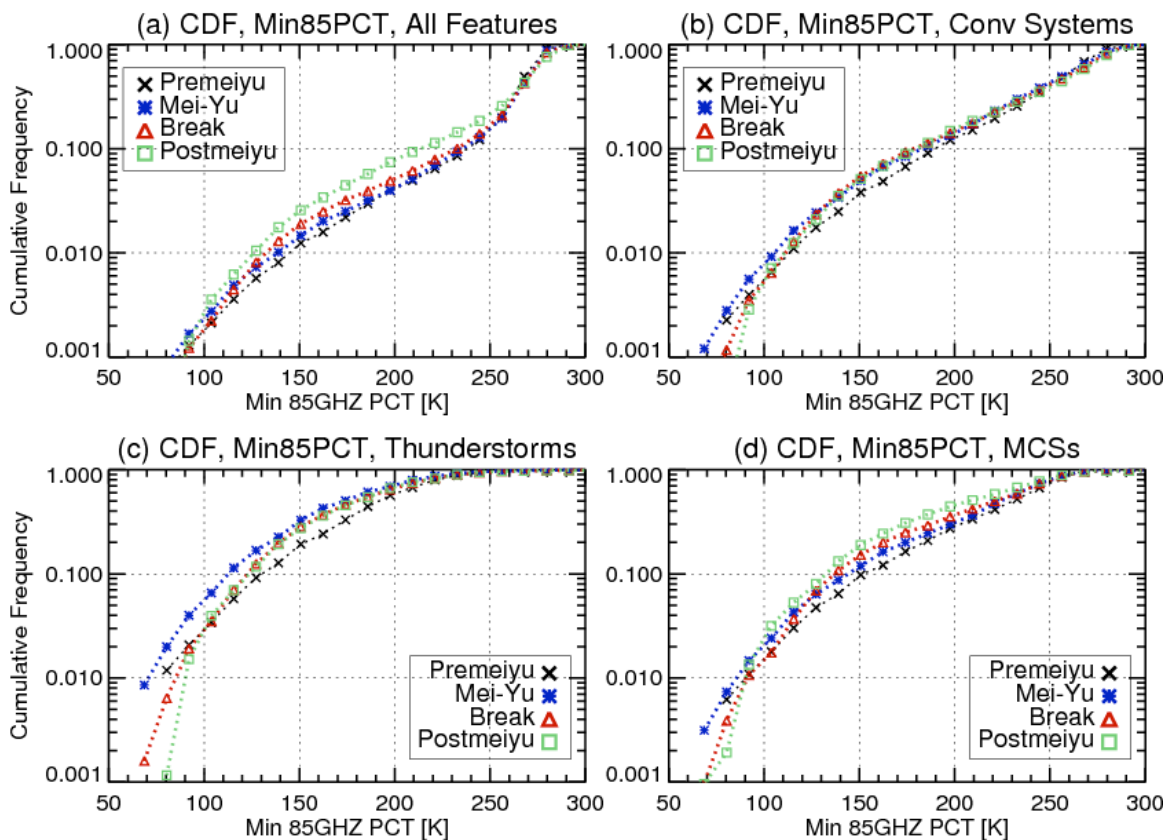 (a) CDF, Min85PCT, All Features
1.000
0.100
0.010
0.001
Cumulative Frequency
Premeiyu
Mei-Yu
Break
Postmeiyu
50 100 150 200 250 300
Min 85GHZ PCT [K]
(b) CDF, Min85PCT, Conv Systems
1.000
0.100
0.010
0.001
Premeiyu
Mei-Yu
Break
Postmeiyu
50 100 150 200 250 300
Min 85GHZ PCT [K]
(c) CDF, Min85PCT, Thunderstorms
1.000
0.100
0.010
0.001
Cumulative Frequency
Premeiyu
Mei-Yu
Break
Postmeiyu
50 100 150 200 250 300
Min 85GHZ PCT [K]
(d) CDF, Min85PCT, MCSs
1.000
0.100
0.010
0.001
Premeiyu
Mei-Yu
Break
Postmeiyu
50 100 150 200 250 300
Min 85GHZ PCT [K]